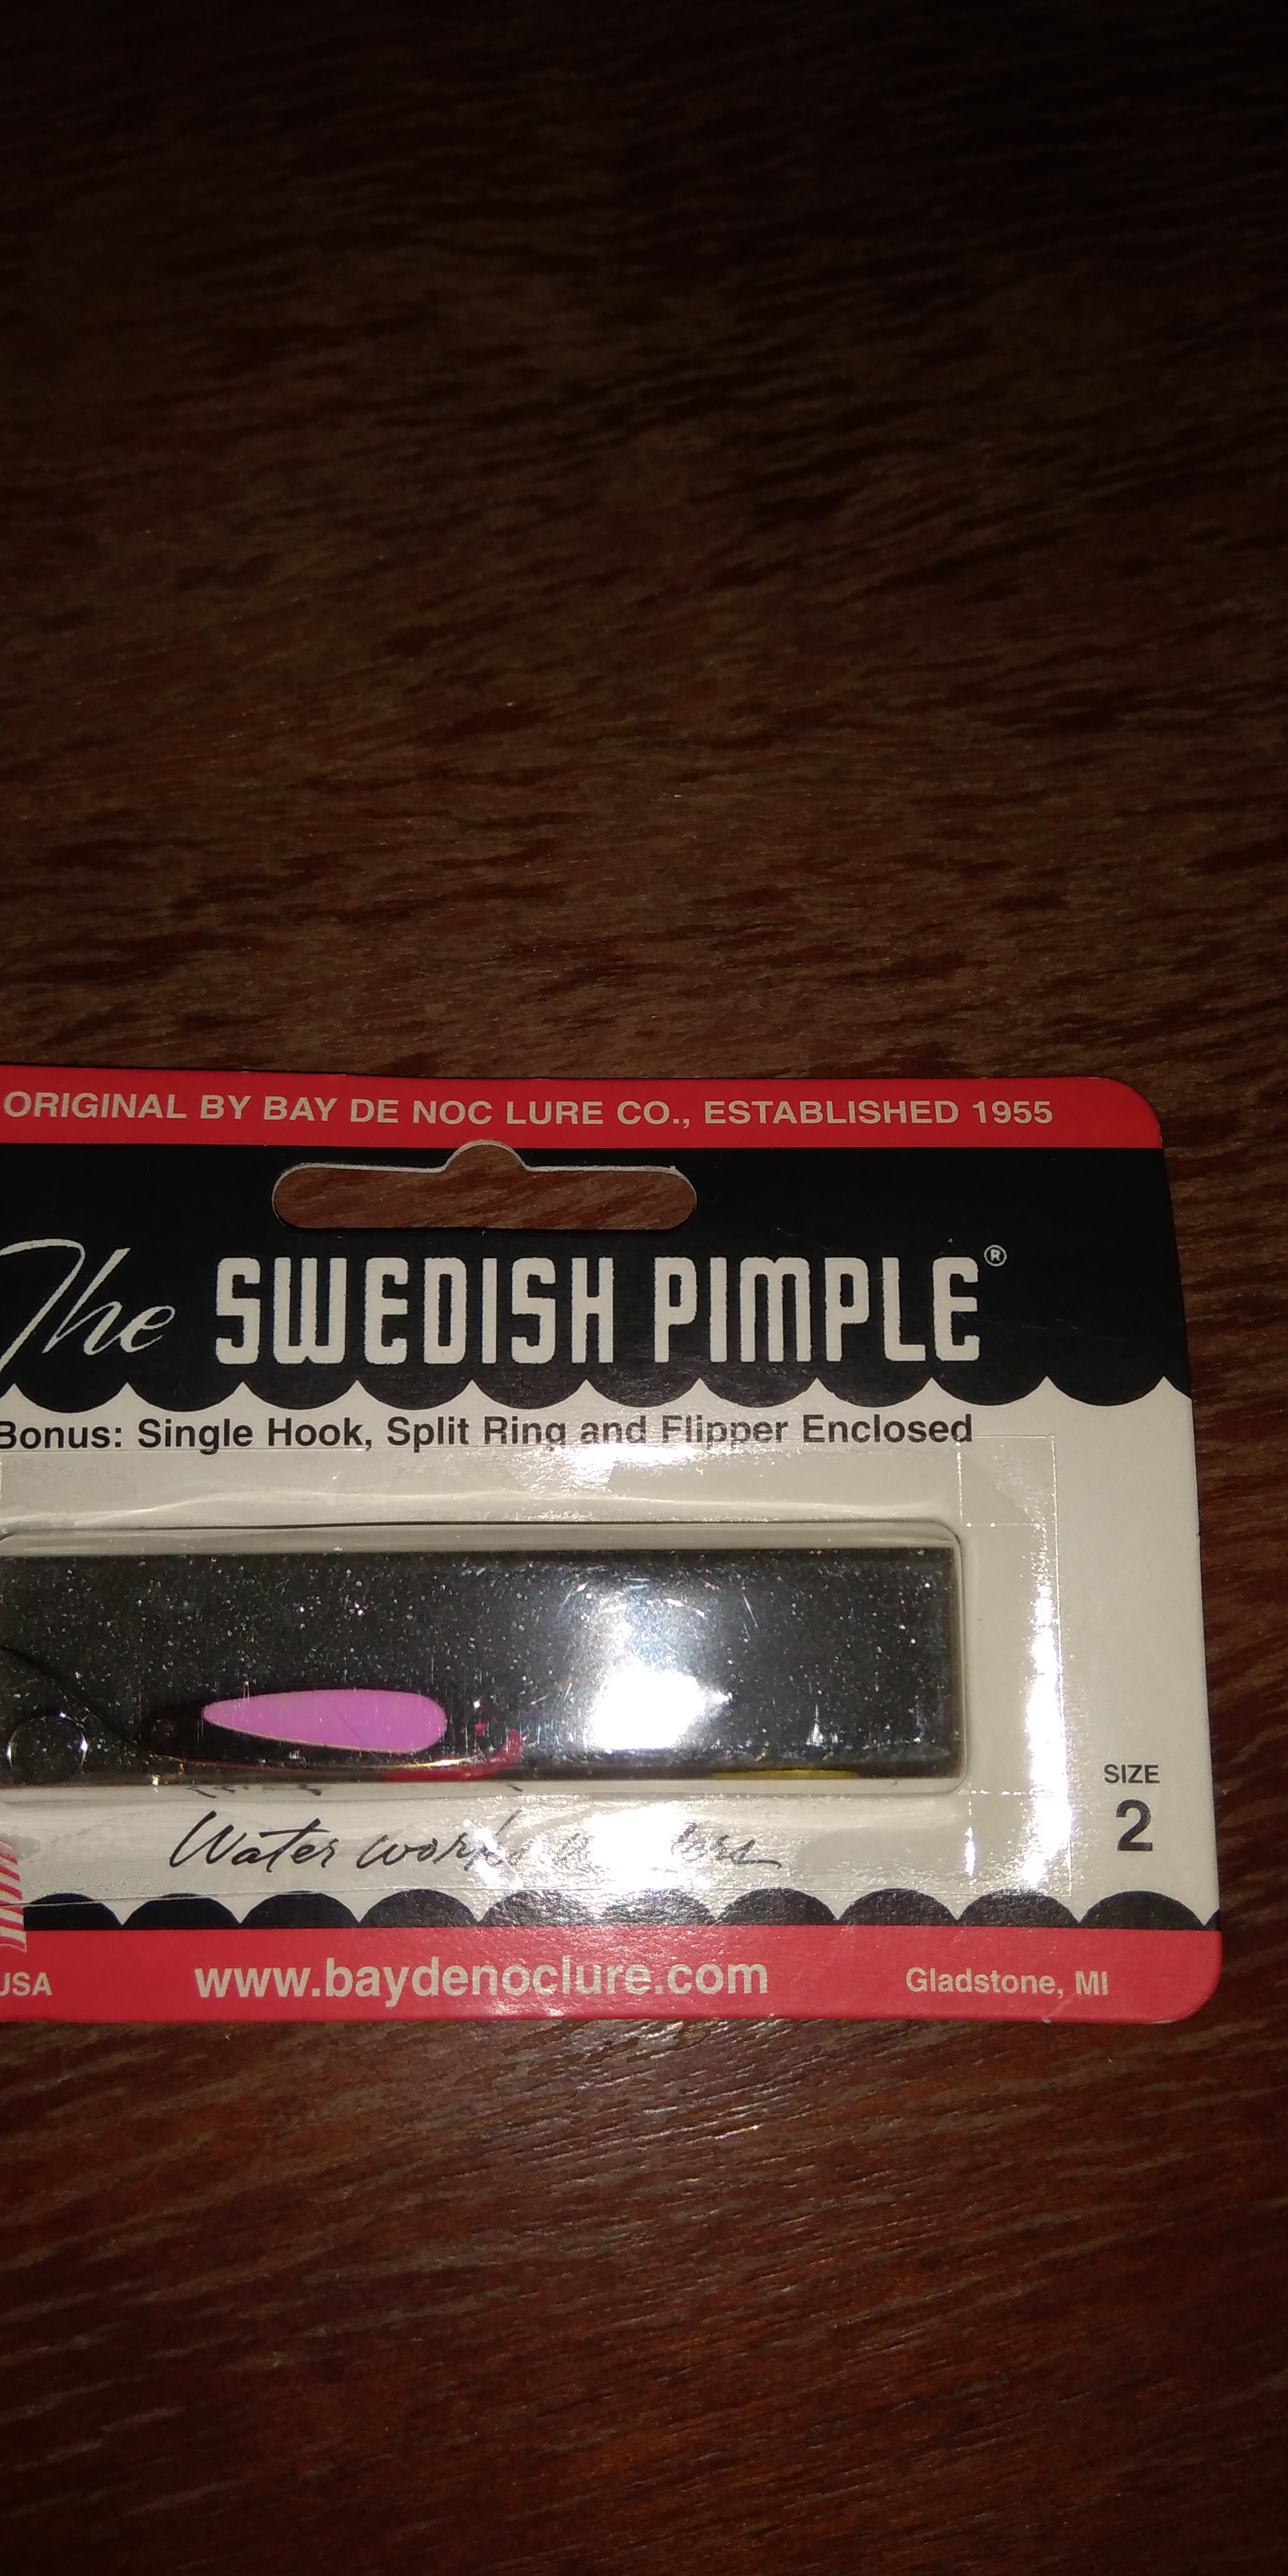 ORIGINAL BY BAY DE NOC LURE CO., ESTABLISHED 1955
The SWEDISH PIMPLE®
Bonus: Single Hook, Split Ring and Flipper Enclosed
Water works
SIZE
2
USA
www.baydenoclure.com
Gladstone, MI